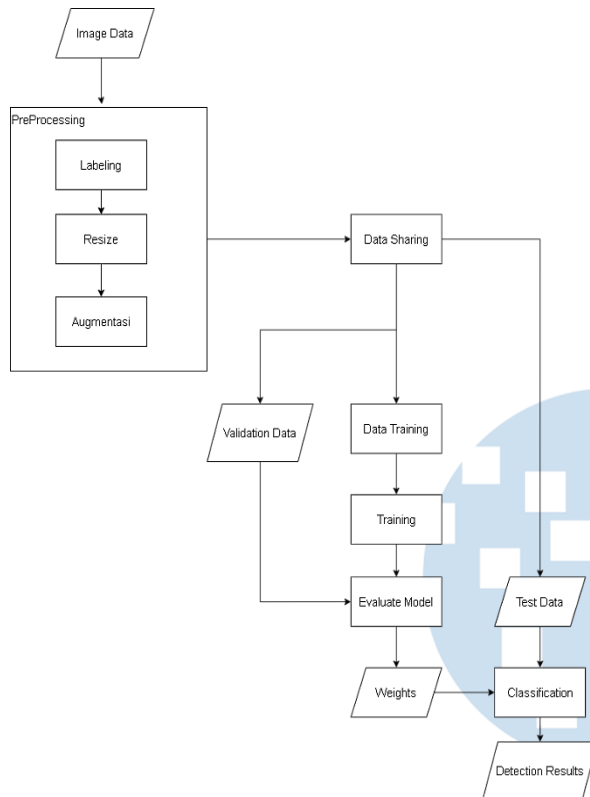 Image Data
PreProcessing
Labeling
Resize
Data Sharing
Augmentasi
Validation Data
Data Training
Training
Evaluate Model
Test Data
Weights
Classification
Detection Results